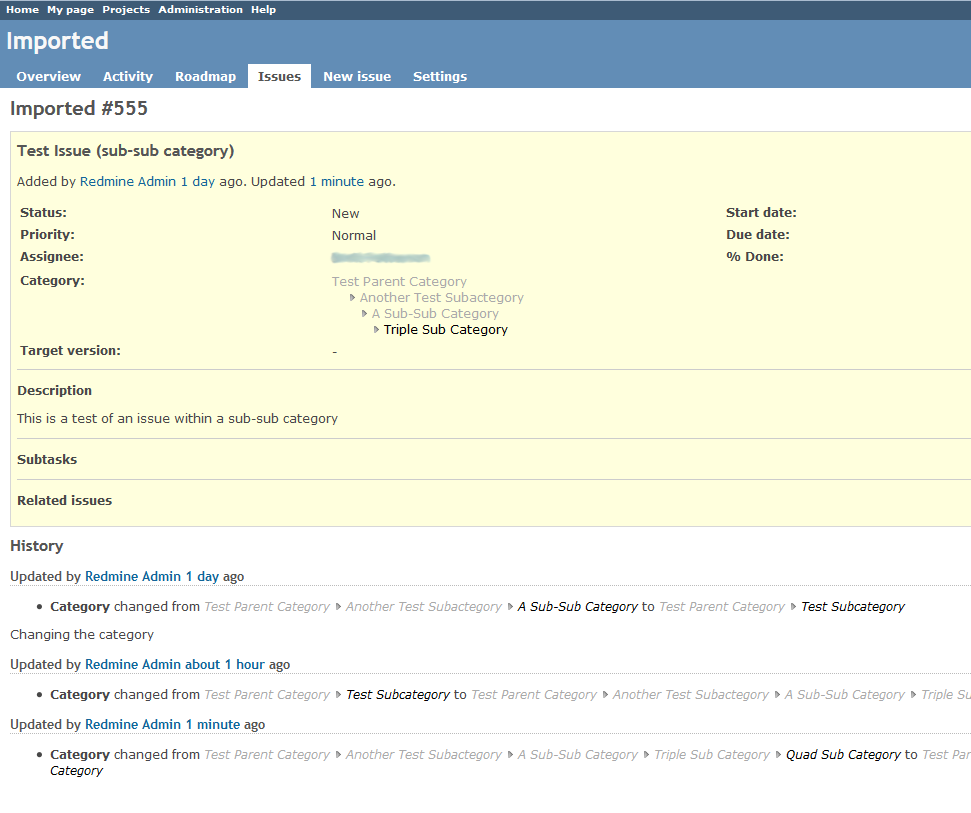 Home My page Projects Administration Help
Imported
Overview Activity Roadmap Issues New issue Settings
Imported #555
Test Issue (sub-sub category)
Added by Redmine Admin 1 day ago. Updated 1 minute ago.
Status: New Start date:
Priority: Normal Due date:
Assignee: % Done:
Category: Test Parent Category
Another Test Subactegory
A Sub-Sub Category
Triple Sub Category
Target version: -
Description
This is a test of an issue within a sub-sub category
Subtasks
Related issues
History
Updated by Redmine Admin 1 day ago
Category changed from Test Parent Category Another Test Subactegory A Sub-Sub Category to Test Parent Category Test Subcategory
Changing the category
Updated by Redmine Admin about 1 hour ago
Category changed from Test Parent Category Test Subcategory to Test Parent Category Another Test Subactegory A Sub-Sub Category Triple
Updated by Redmine Admin 1 minute ago
Category changed from Test Parent Category Another Test Subactegory A Sub-Sub Category Triple Sub Category Quad Sub Category to Test
Category